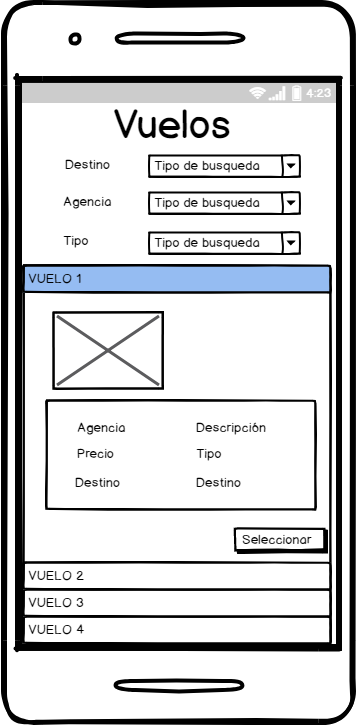 4:23
Vuelos
Destino Tipo de busqueda
Agencia Tipo de busqueda
Tipo Tipo de busqueda
VUELO 1
Agencia Descripción
Precio Tipo
Destino Destino
Seleccionar
VUELO 2
VUELO 3
VUELO 4